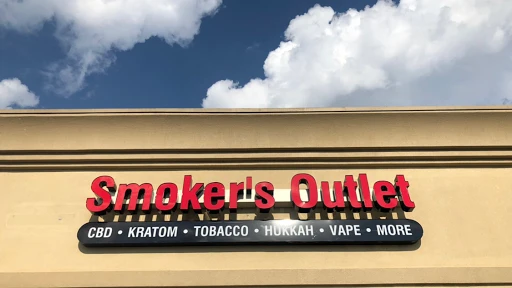 Smoker's Outlet
CBD • KRATOM • TOBACCO • HUKKAH • VAPE • MORE